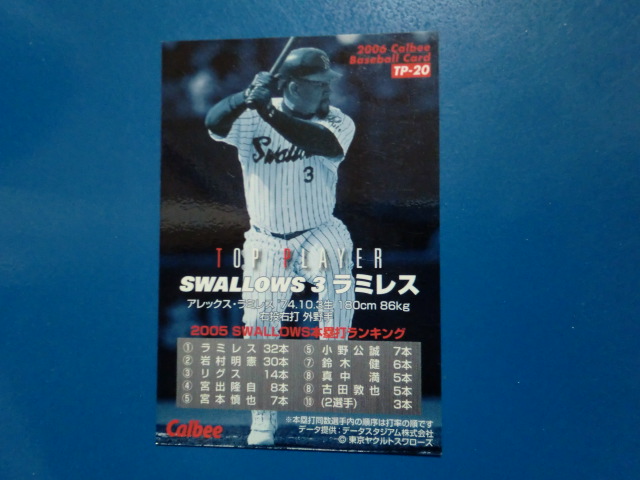 2006 Calbee
Baseball Card
TP-20
Swallows
3
TOP PLAYER
SWALLOWS 3 ラミレス
アレックス・ラミレス '74.10.3生 180cm 86kg
右投右打 外野手
2005 SWALLOWS本塁打ランキング
① ラミレス 32本
② 岩村明憲 30本
③ リグス 14本
④ 宮出隆自 8本
⑤ 宮本慎也 7本
⑤ 小野公誠 7本
⑦ 鈴木健 6本
⑧ 真中満 5本
⑧ 古田敦也 5本
⑩ (2選手) 3本
※本塁打同数選手内の順序は打率の順です
データ提供:データスタジアム株式会社
© 東京ヤクルトスワローズ
Calbee